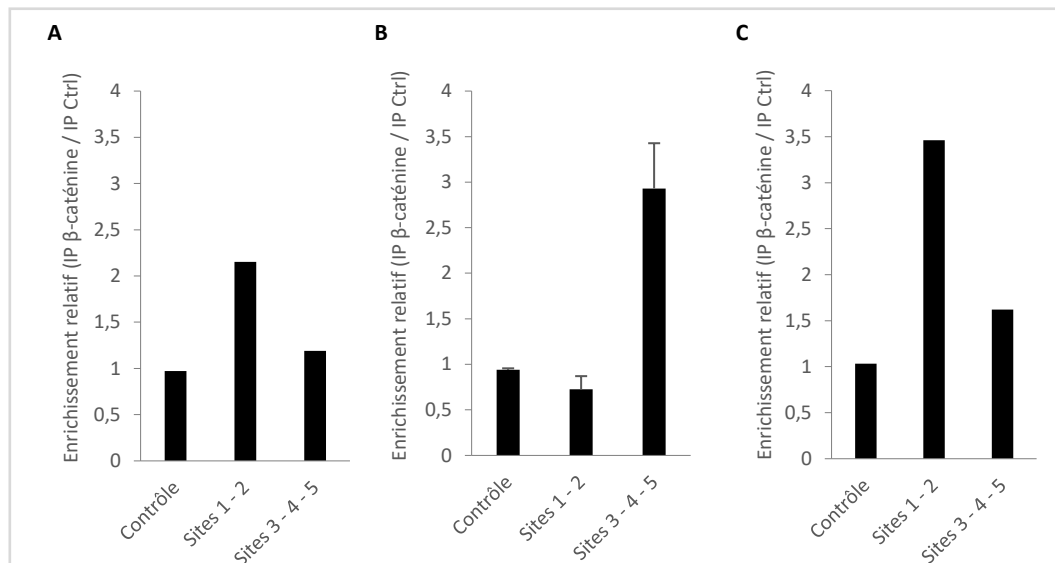 A
Enrichissement relatif (IP β-caténine / IP Ctrl)
4
3,5
3
2,5
2
1,5
1
0,5
0
Contrôle
Sites 1 - 2
Sites 3 - 4 - 5
B
Enrichissement relatif (IP β-caténine / IP Ctrl)
4
3,5
3
2,5
2
1,5
1
0,5
0
Contrôle
Sites 1 - 2
Sites 3 - 4 - 5
C
Enrichissement relatif (IP β-caténine / IP Ctrl)
4
3,5
3
2,5
2
1,5
1
0,5
0
Contrôle
Sites 1 - 2
Sites 3 - 4 - 5